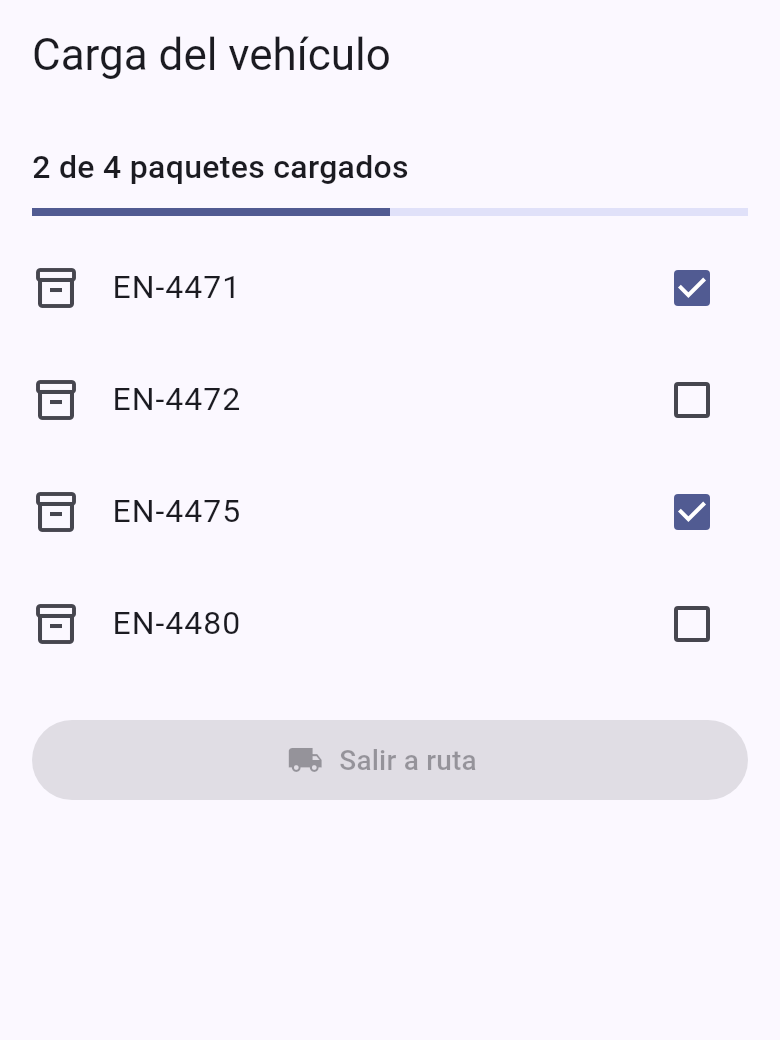 Carga del vehículo
2 de 4 paquetes cargados
EN-4471
EN-4472
EN-4475
EN-4480
Salir a ruta